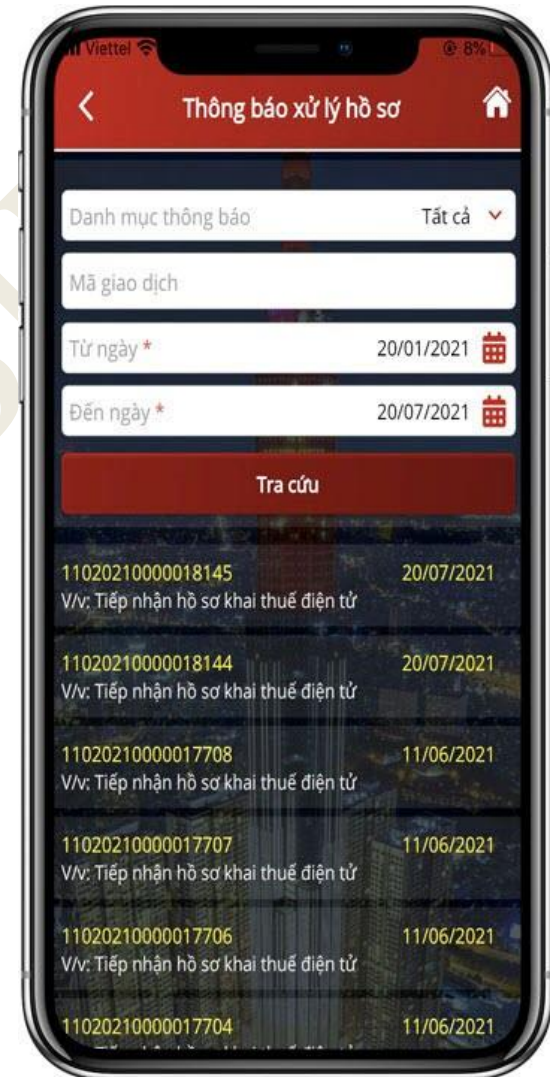 Viettel 8%
Thông báo xử lý hồ sơ
Danh mục thông báo Tất cả
Mã giao dịch
Từ ngày * 20/01/2021
Đến ngày * 20/07/2021
Tra cứu
11020210000018145 20/07/2021
V/v: Tiếp nhận hồ sơ khai thuế điện tử
11020210000018144 20/07/2021
V/v: Tiếp nhận hồ sơ khai thuế điện tử
11020210000017708 11/06/2021
V/v: Tiếp nhận hồ sơ khai thuế điện tử
11020210000017707 11/06/2021
V/v: Tiếp nhận hồ sơ khai thuế điện tử
11020210000017706 11/06/2021
V/v: Tiếp nhận hồ sơ khai thuế điện tử
11020210000017704 11/06/2021